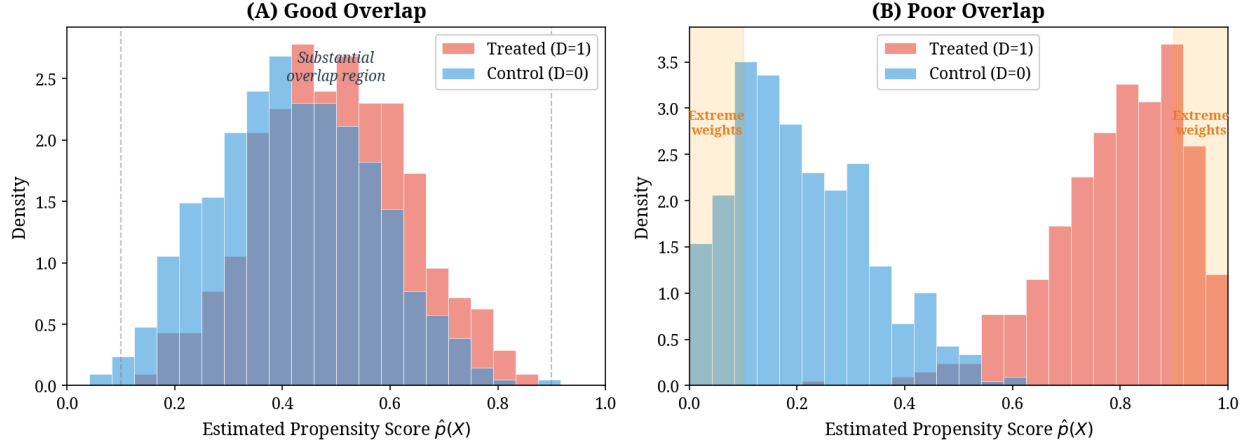 (A) Good Overlap
Substantial
overlap region
Treated (D=1)
Control (D=0)
Density
2.5
2.0
1.5
1.0
0.5
0.0
0.0 0.2 0.4 0.6 0.8 1.0
Estimated Propensity Score p̂(X)
(B) Poor Overlap
Treated (D=1)
Control (D=0)
Extreme
weights
Extreme
weights
Density
3.5
3.0
2.5
2.0
1.5
1.0
0.5
0.0
0.0 0.2 0.4 0.6 0.8 1.0
Estimated Propensity Score p̂(X)